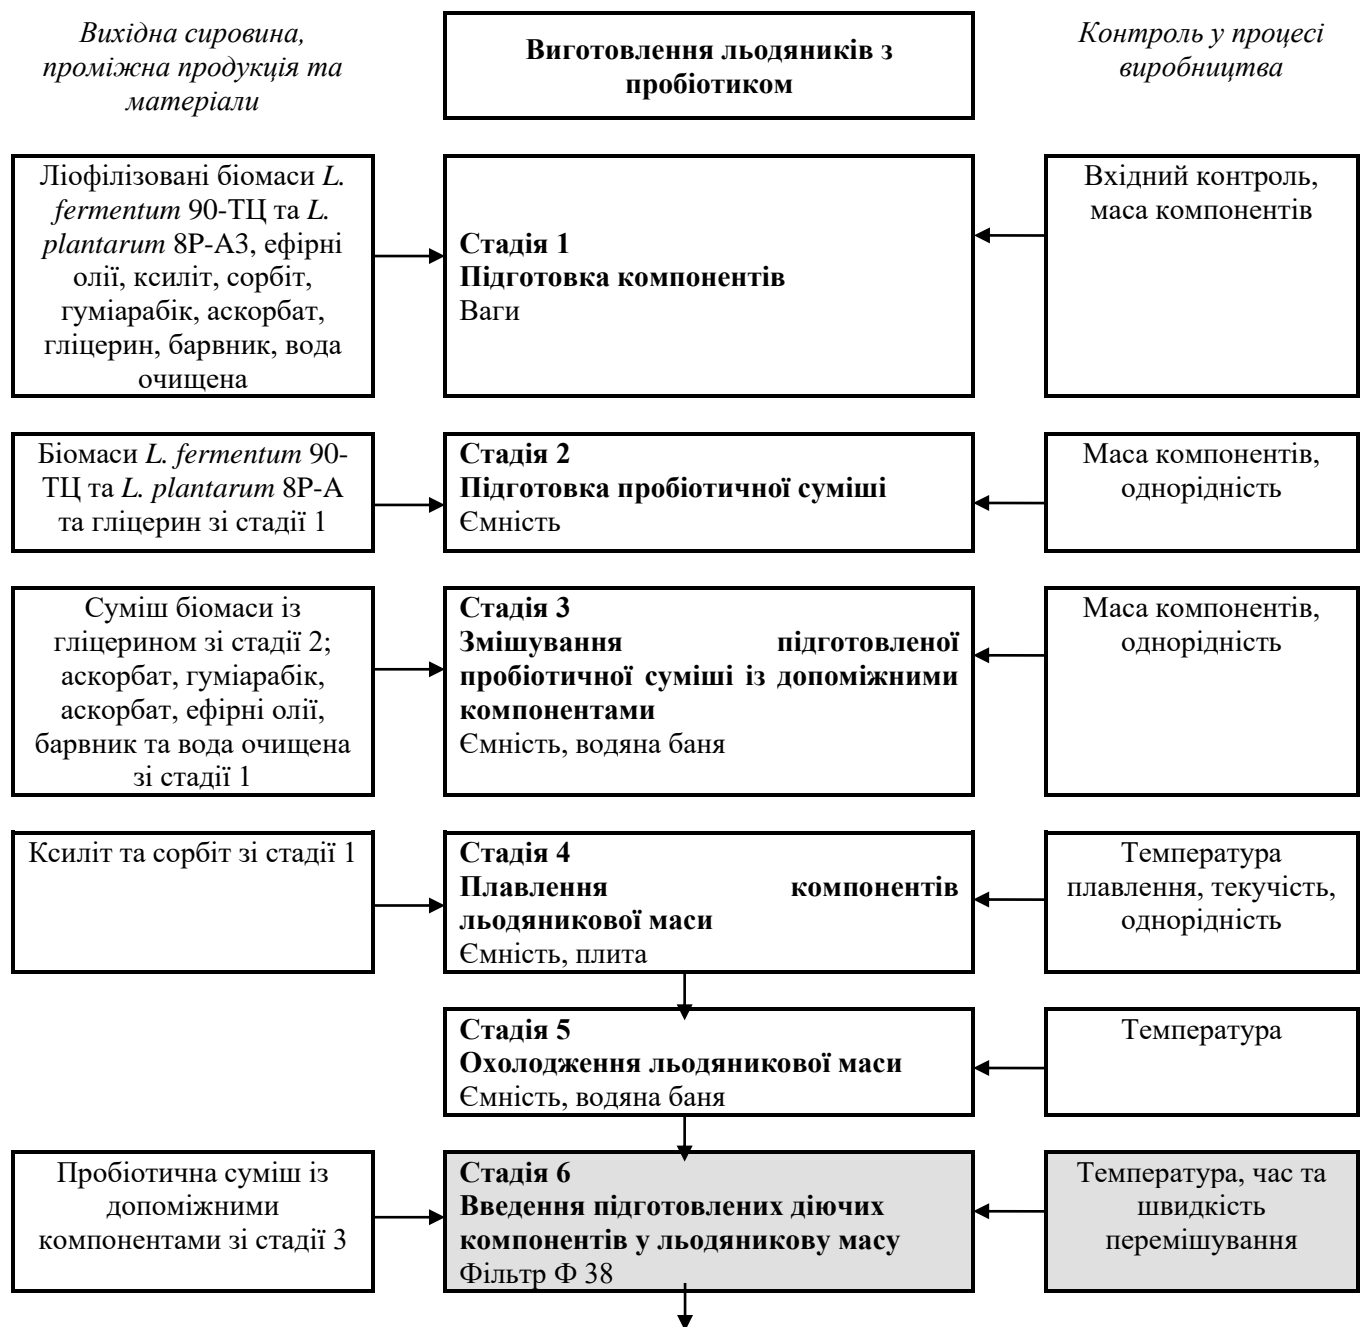 Вихідна сировина,
проміжна продукція та
матеріали
Виготовлення льодяників з
пробіотиком
Контроль у процесі
виробництва
Ліофілізовані біомаси L.
fermentum 90-ТЦ та L.
plantarum 8Р-А3, ефірні
олії, ксиліт, сорбіт,
гуміарабік, аскорбат,
гліцерин, барвник, вода
очищена
Стадія 1
Підготовка компонентів
Ваги
Вхідний контроль,
маса компонентів
Біомаси L. fermentum 90-
ТЦ та L. plantarum 8Р-А
та гліцерин зі стадії 1
Стадія 2
Підготовка пробіотичної суміші
Ємність
Маса компонентів,
однорідність
Суміш біомаси із
гліцерином зі стадії 2;
аскорбат, гуміарабік,
аскорбат, ефірні олії,
барвник та вода очищена
зі стадії 1
Стадія 3
Змішування підготовленої
пробіотичної суміші із допоміжними
компонентами
Ємність, водяна баня
Маса компонентів,
однорідність
Ксиліт та сорбіт зі стадії 1
Стадія 4
Плавлення компонентів
льодяникової маси
Ємність, плита
Температура
плавлення, текучість,
однорідність
Стадія 5
Охолодження льодяникової маси
Ємність, водяна баня
Температура
Пробіотична суміш із
допоміжними
компонентами зі стадії 3
Стадія 6
Введення підготовлених діючих
компонентів у льодяникову масу
Фільтр Ф 38
Температура, час та
швидкість
перемішування